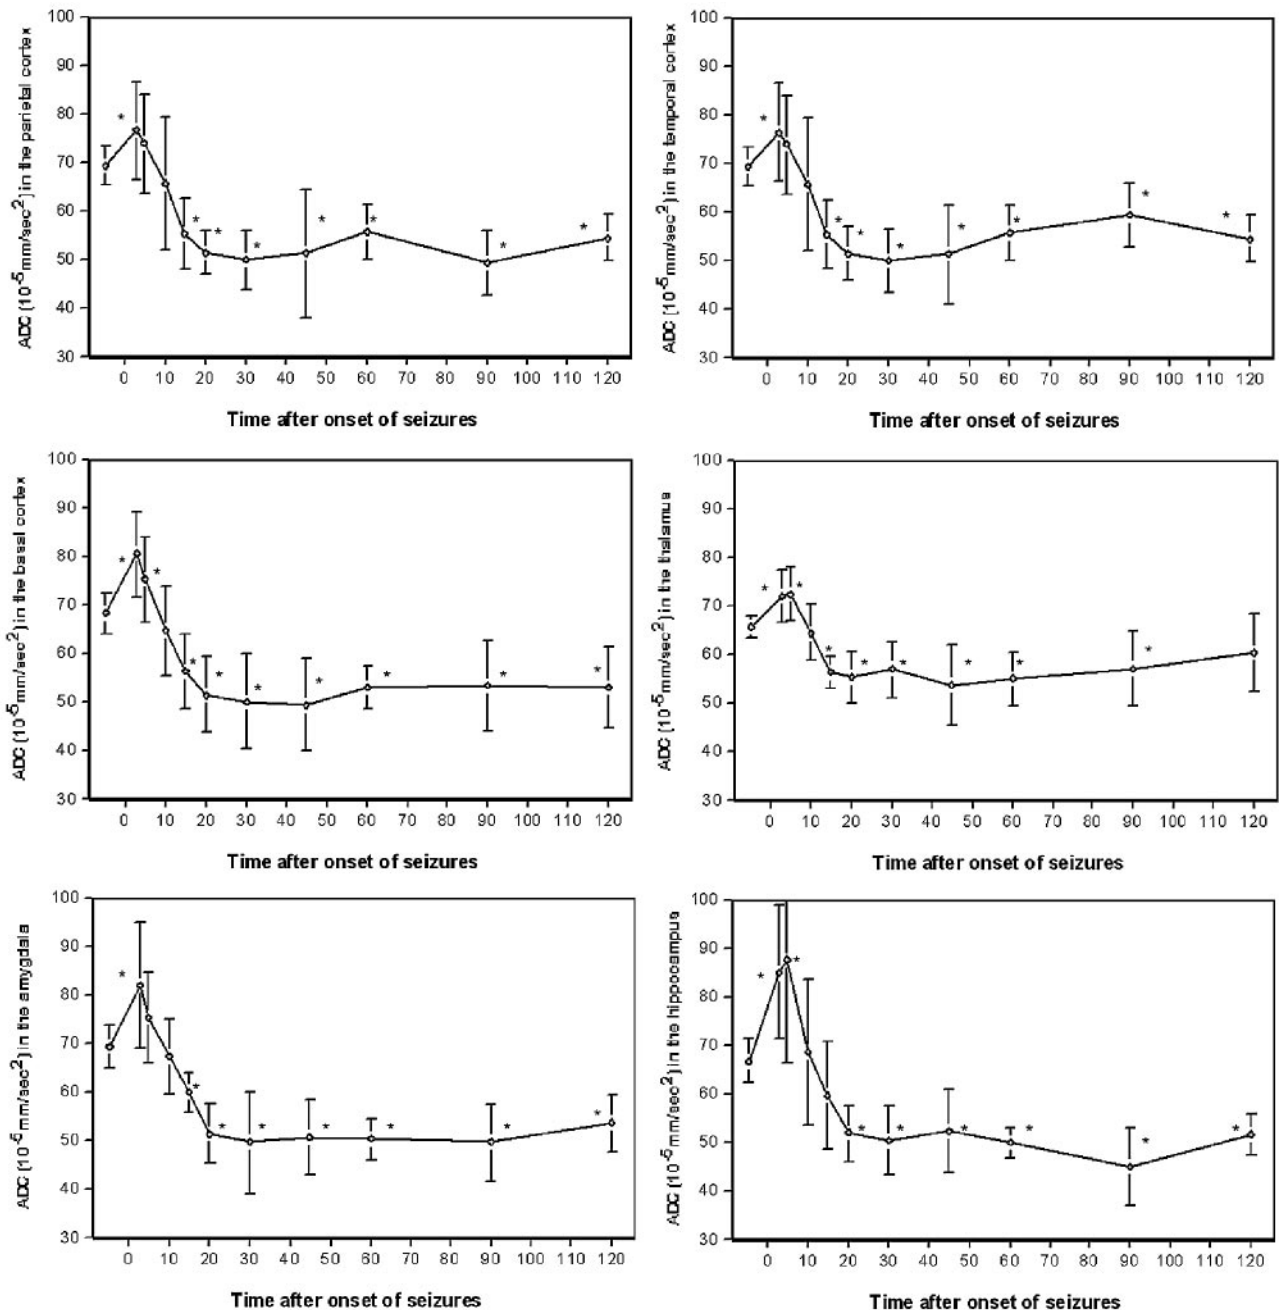 ADC (10-5mm/sec2) in the parietal cortex
100
90
80
70
60
50
40
30
* * * * * * * *
0 10 20 30 40 50 60 70 80 90 100 110 120
Time after onset of seizures
ADC (10-5mm/sec2) in the temporal cortex
100
90
80
70
60
50
40
30
* * * * * * * *
0 10 20 30 40 50 60 70 80 90 100 110 120
Time after onset of seizures
ADC (10-5mm/sec2) in the basal cortex
100
90
80
70
60
50
40
30
* * * * * * * * *
0 10 20 30 40 50 60 70 80 90 100 110 120
Time after onset of seizures
ADC (10-5mm/sec2) in the thalamus
100
90
80
70
60
50
40
30
* * * * * * * *
0 10 20 30 40 50 60 70 80 90 100 110 120
Time after onset of seizures
ADC (10-5mm/sec2) in the amygdala
100
90
80
70
60
50
40
30
* * * * * * * *
0 10 20 30 40 50 60 70 80 90 100 110 120
Time after onset of seizures
ADC (10-5mm/sec2) in the hippocampus
100
90
80
70
60
50
40
30
* * * * * * * *
0 10 20 30 40 50 60 70 80 90 100 110 120
Time after onset of seizures